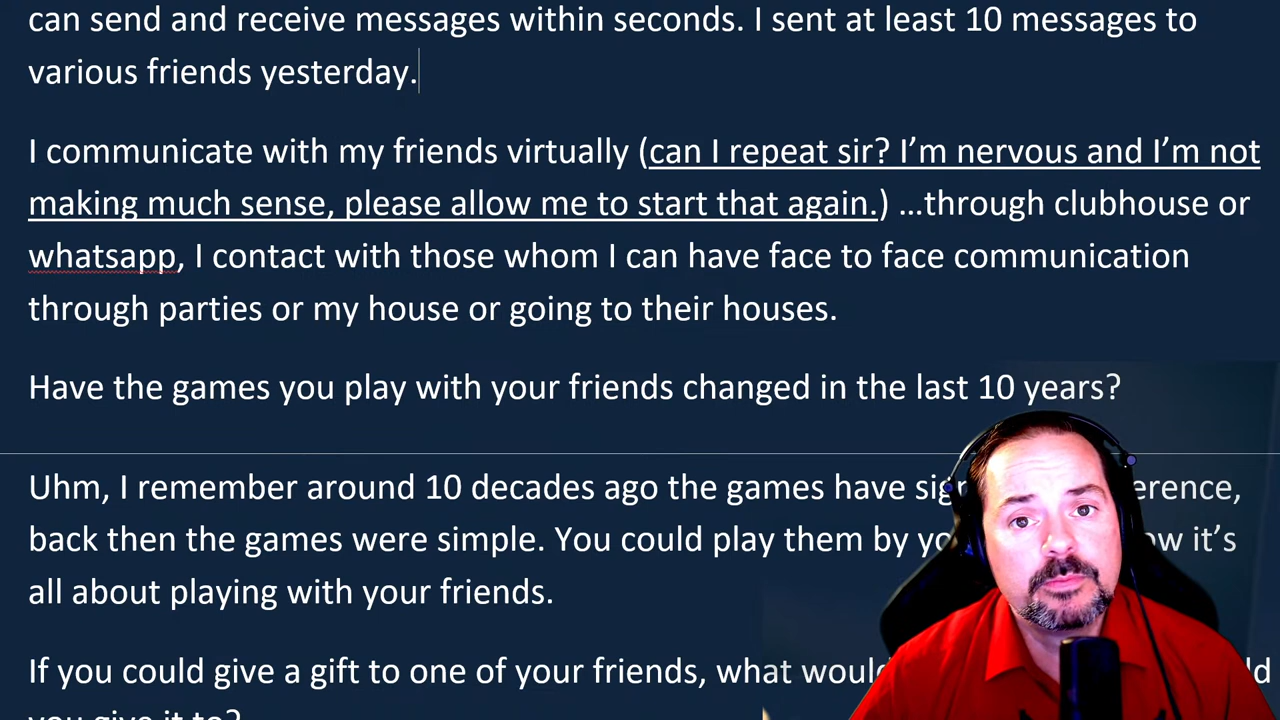 can send and receive messages within seconds. I sent at least 10 messages to
various friends yesterday.
I communicate with my friends virtually (can I repeat sir? I’m nervous and I’m not
making much sense, please allow me to start that again.) …through clubhouse or
whatsapp, I contact with those whom I can have face to face communication
through parties or my house or going to their houses.
Have the games you play with your friends changed in the last 10 years?
Uhm, I remember around 10 decades ago the games have
back then the games were simple. You could play them by it’s
all about playing with your friends.
If you could give a gift to one of your friends, what
you give it to?